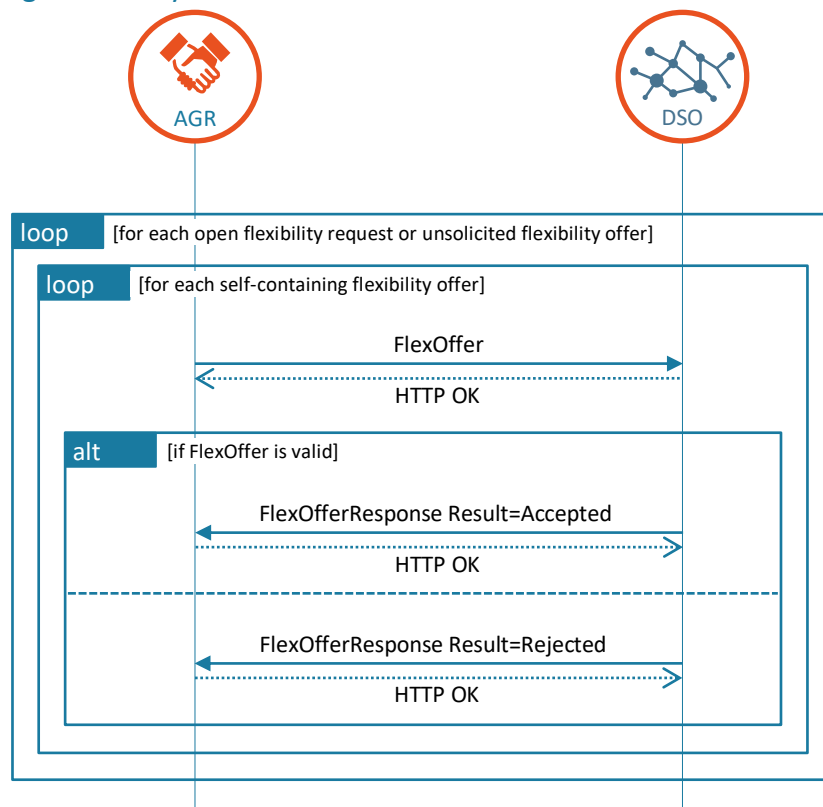 AGR
DSO
loop [for each open flexibility request or unsolicited flexibility offer]
loop [for each self-containing flexibility offer]
FlexOffer
HTTP OK
alt [if FlexOffer is valid]
FlexOfferResponse Result=Accepted
HTTP OK
FlexOfferResponse Result=Rejected
HTTP OK